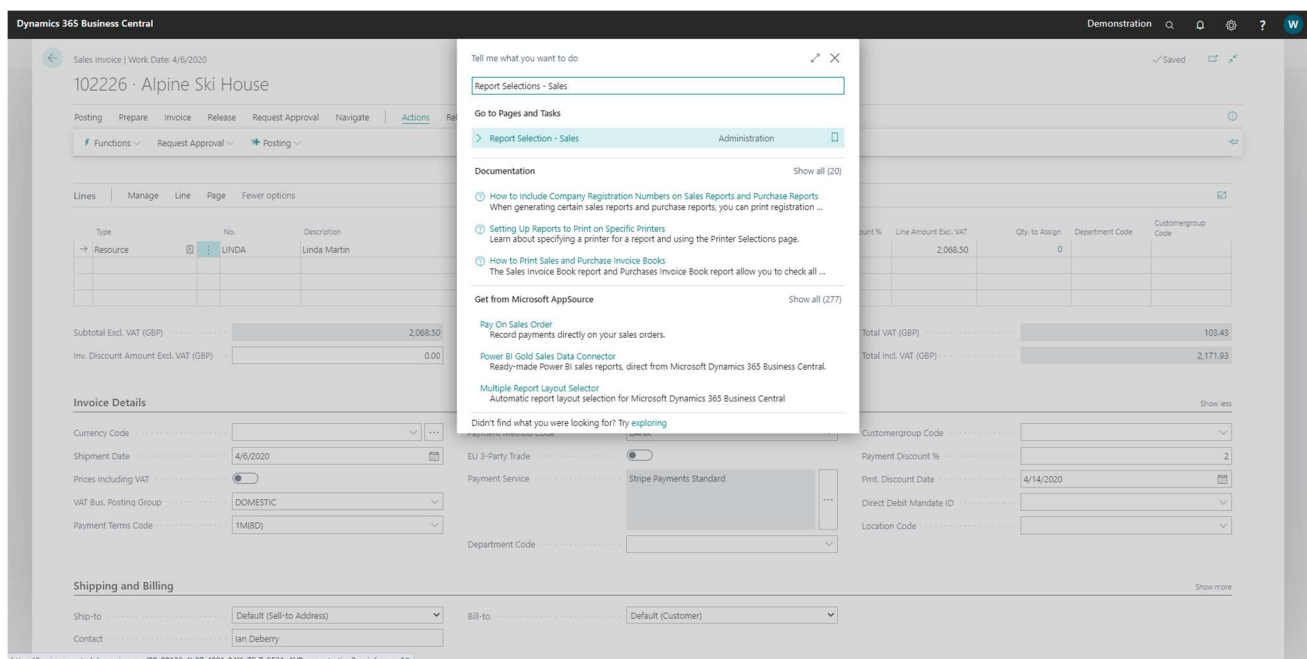 Dynamics 365 Business Central
Demonstration
?
W
Sales Invoice | Work Date: 4/6/2020
Saved
102226 · Alpine Ski House
Posting Prepare Invoice Release Request Approval Navigate Actions Rel
Functions Request Approval Posting
Tell me what you want to do
Report Selections - Sales
Go to Pages and Tasks
Report Selection - Sales Administration
Documentation Show all (20)
How to Include Company Registration Numbers on Sales Reports and Purchase Reports
When generating certain sales reports and purchase reports, you can print registration ...
Setting Up Reports to Print on Specific Printers
Learn about specifying a printer for a report and using the Printer Selections page.
How to Print Sales and Purchase Invoice Books
The Sales Invoice Book report and Purchases Invoice Book report allow you to check all ...
Get from Microsoft AppSource Show all (277)
Pay On Sales Order
Record payments directly on your sales orders.
Power BI Gold Sales Data Connector
Ready-made Power BI sales reports, direct from Microsoft Dynamics 365 Business Central.
Multiple Report Layout Selector
Automatic report layout selection for Microsoft Dynamics 365 Business Central
Didn't find what you were looking for? Try exploring
Lines Manage Line Page Fewer options
Type No. Description ount % Line Amount Excl. VAT Qty. to Assign Department Code Customergroup Code
Resource LINDA Linda Martin 2,068.50 0
Subtotal Excl. VAT (GBP) 2,068.50 Total VAT (GBP) 103.43
Inv. Discount Amount Excl. VAT (GBP) 0.00 Total Incl. VAT (GBP) 2,171.93
Invoice Details Show less
Currency Code Payment Method Code BANK Customergroup Code
Shipment Date 4/6/2020 EU 3-Party Trade Payment Discount % 2
Prices Including VAT Payment Service Stripe Payments Standard Pmt. Discount Date 4/14/2020
VAT Bus. Posting Group DOMESTIC Direct Debit Mandate ID
Payment Terms Code 1M(8D) Location Code
Department Code
Shipping and Billing Show more
Ship-to Default (Sell-to Address) Bill-to Default (Customer)
Contact Ian Deberry